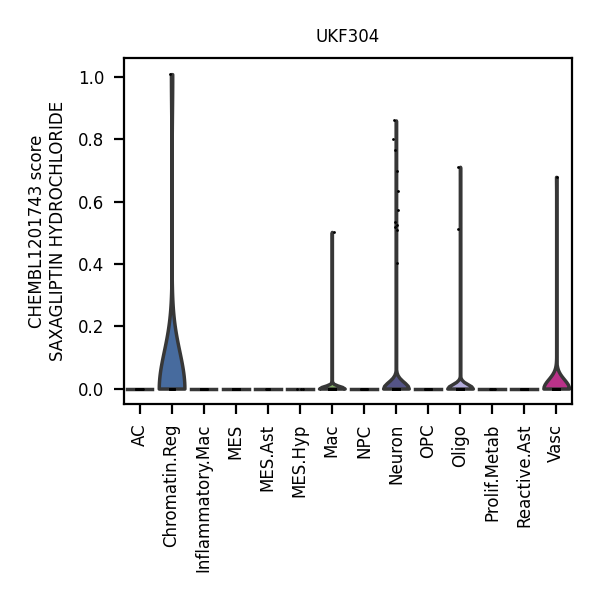 UKF304
CHEMBL1201743 score
SAXAGLIPTIN HYDROCHLORIDE
1.0
0.8
0.6
0.4
0.2
0.0
AC
Chromatin.Reg
Inflammatory.Mac
MES
MES.Ast
MES.Hyp
Mac
NPC
Neuron
OPC
Oligo
Prolif.Metab
Reactive.Ast
Vasc